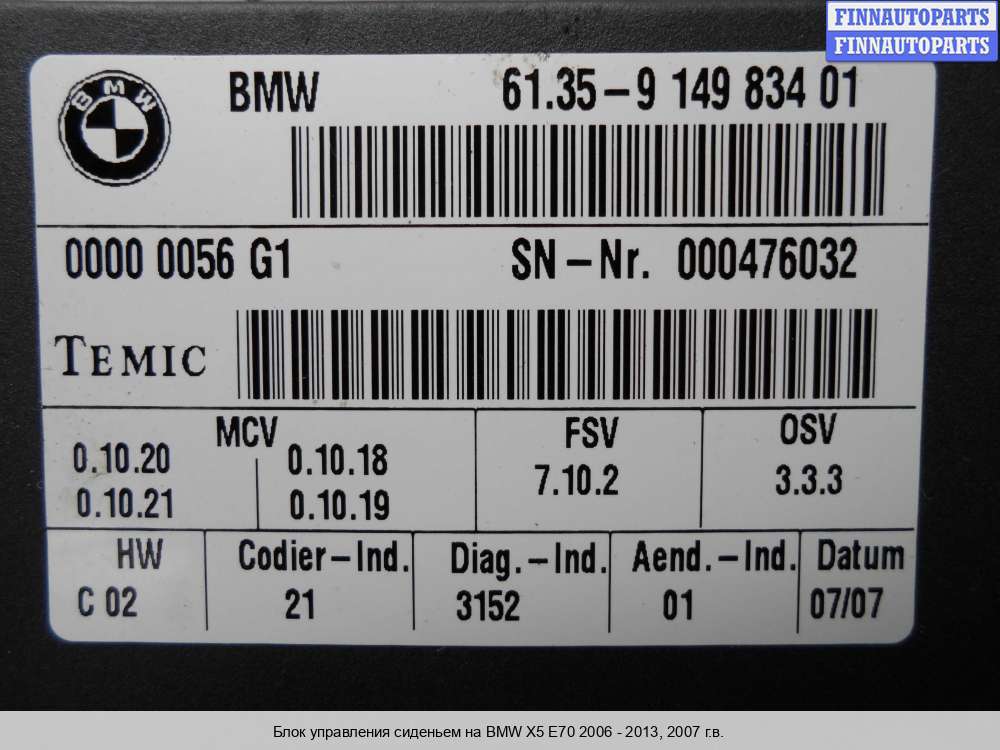 FINNAUTOPARTS
FINNAUTOPARTS
BMW
BMW 61.35-9 149 834 01
0000 0056 G1 SN-Nr. 000476032
TEMIC
MCV FSV OSV
0.10.20 0.10.18 7.10.2 3.3.3
0.10.21 0.10.19
HW Codier-Ind. Diag.-Ind. Aend.-Ind. Datum
C 02 21 3152 01 07/07
Блок управления сиденьем на BMW X5 E70 2006 - 2013, 2007 г.в.